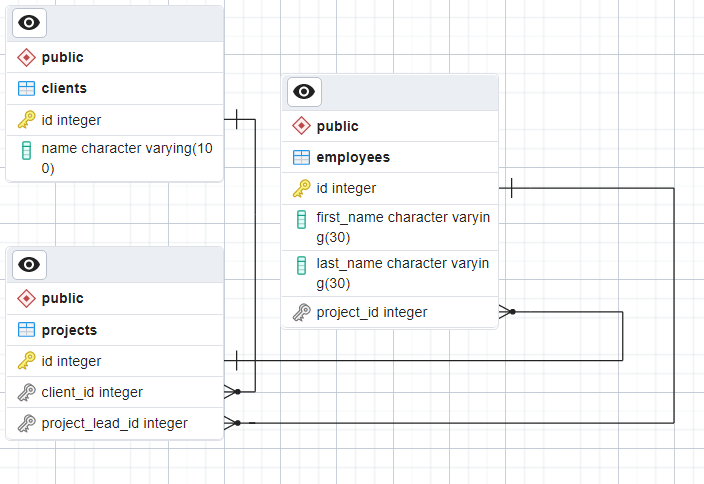 public
clients
id integer
name character varying(10
0)
public
employees
id integer
first_name character varyin
g(30)
last_name character varyin
g(30)
project_id integer
public
projects
id integer
client_id integer
project_lead_id integer